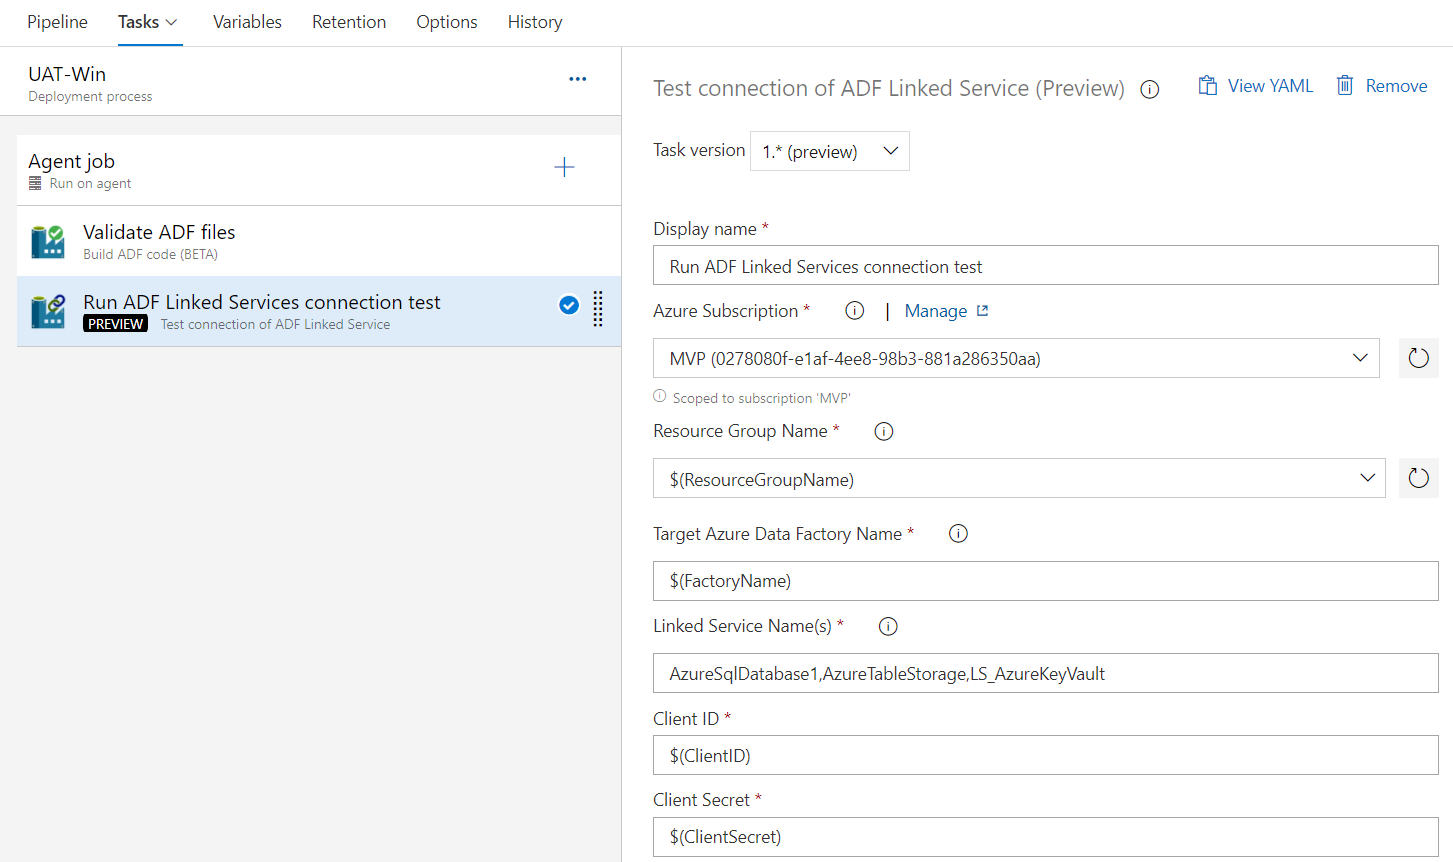 Pipeline Tasks Variables Retention Options History
UAT-Win
Deployment process
Agent job
Run on agent
Validate ADF files
Build ADF code (BETA)
Run ADF Linked Services connection test
PREVIEW Test connection of ADF Linked Service
Test connection of ADF Linked Service (Preview) View YAML Remove
Task version 1.* (preview)
Display name *
Run ADF Linked Services connection test
Azure Subscription * | Manage
MVP (0278080f-e1af-4ee8-98b3-881a286350aa)
Scoped to subscription 'MVP'
Resource Group Name *
$(ResourceGroupName)
Target Azure Data Factory Name *
$(FactoryName)
Linked Service Name(s) *
AzureSqlDatabase1,AzureTableStorage,LS_AzureKeyVault
Client ID *
$(ClientID)
Client Secret *
$(ClientSecret)